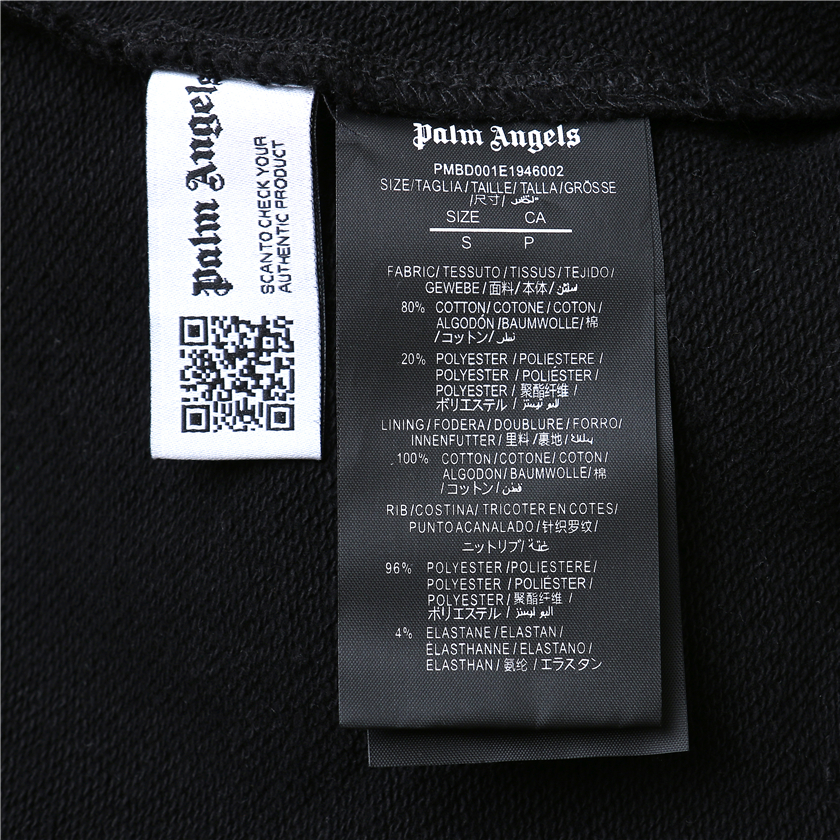 Palm Angels
SCAN TO CHECK YOUR
AUTHENTIC PRODUCT
Palm Angels
PMBD001E1946002
SIZE/TAGLIA/TAILLE/TALLA/GRÖSSE
/尺寸/
SIZE CA
S P
FABRIC/TESSUTO/TISSUS/TEJIDO/
GEWEBE/面料/本体/
80% COTTON/COTONE/COTON/
ALGODÓN/BAUMWOLLE/棉
/コットン/
20% POLYESTER/POLIESTERE/
POLYESTER/POLIÉSTER/
POLYESTER/聚酯纤维/
ポリエステル/
LINING/FODERA/DOUBLURE/FORRO/
INNENFUTTER/里料/裏地/
100% COTTON/COTONE/COTON/
ALGODON/BAUMWOLLE/棉
/コットン/قطن
RIB/COSTINA/TRICOTER EN COTES/
PUNTO ACANALADO/针织罗纹/
ニットリブ/
96% POLYESTER/POLIESTERE/
POLYESTER/POLIÉSTER/
POLYESTER/聚酯纤维/
ポリエステル/
4% ELASTANE/ELASTAN/
ÉLASTHANNE/ELASTANO/
ELASTHAN/氨纶/エラスタン